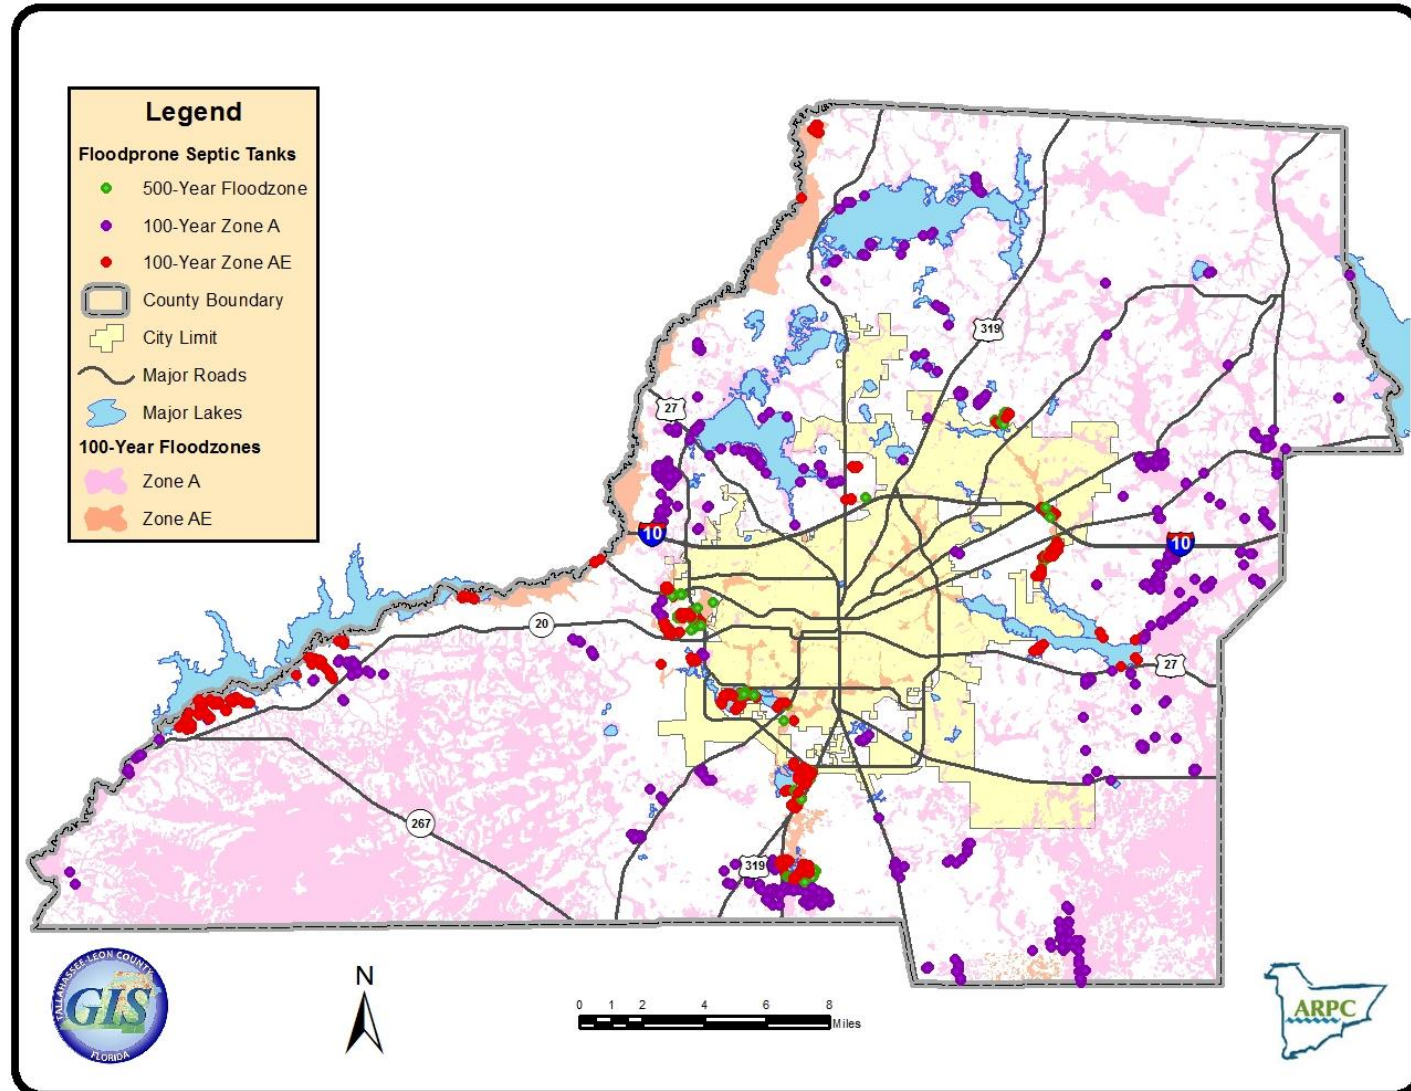 Legend
Floodprone Septic Tanks
500-Year Floodzone
100-Year Zone A
100-Year Zone AE
County Boundary
City Limit
Major Roads
Major Lakes
100-Year Floodzones
Zone A
Zone AE
319
27
10
10
20
27
267
319
TALLAHASSEE-LEON COUNTY
GIS
FLORIDA
N
0 1 2 4 6 8
Miles
ARPC